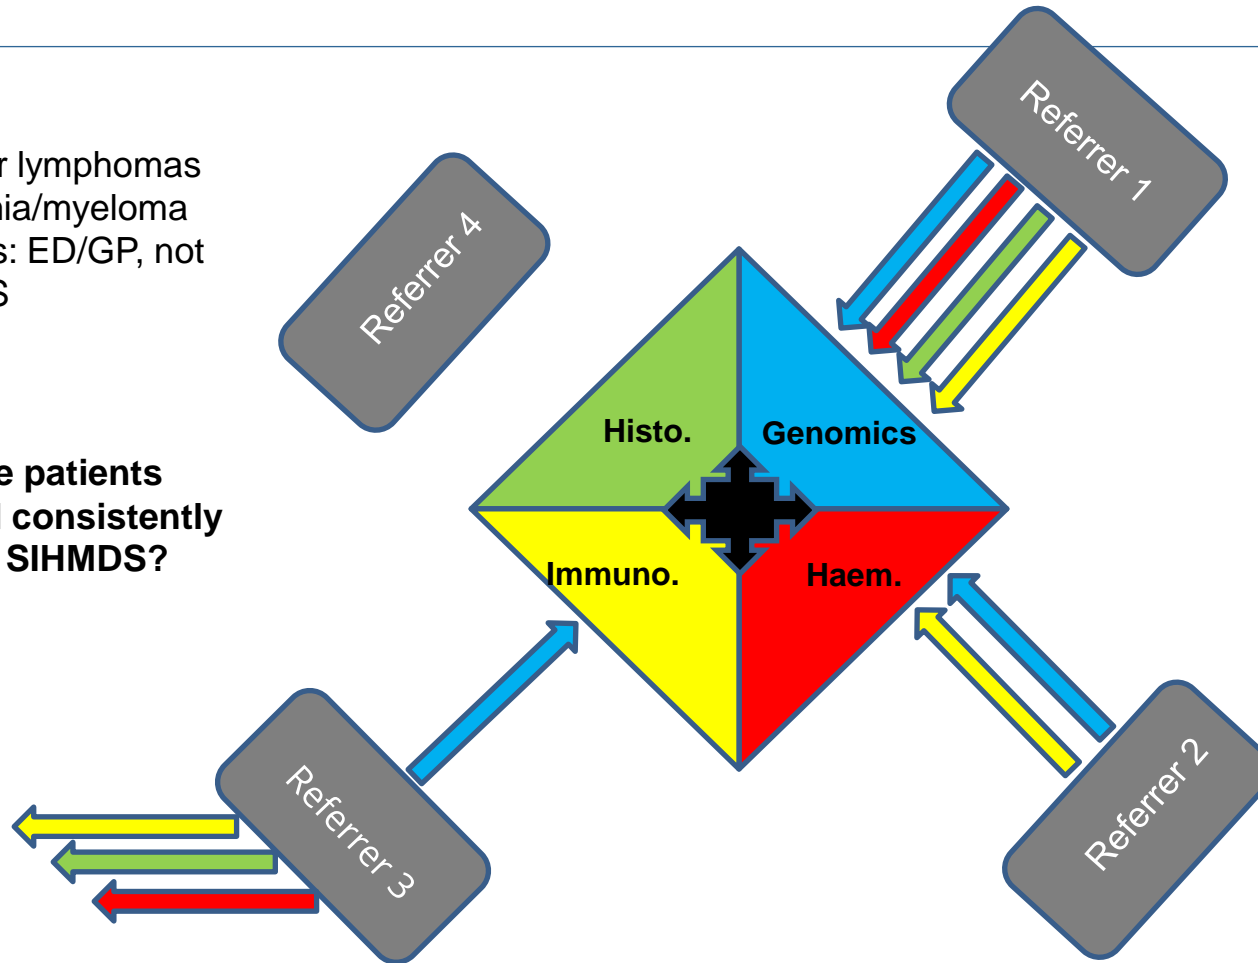 r lymphomas
nia/myeloma
s: ED/GP, not
S
e patients
l consistently
SIHMDS?
Referrer 4
Referrer 1
Histo.
Genomics
Immuno.
Haem.
Referrer 3
Referrer 2